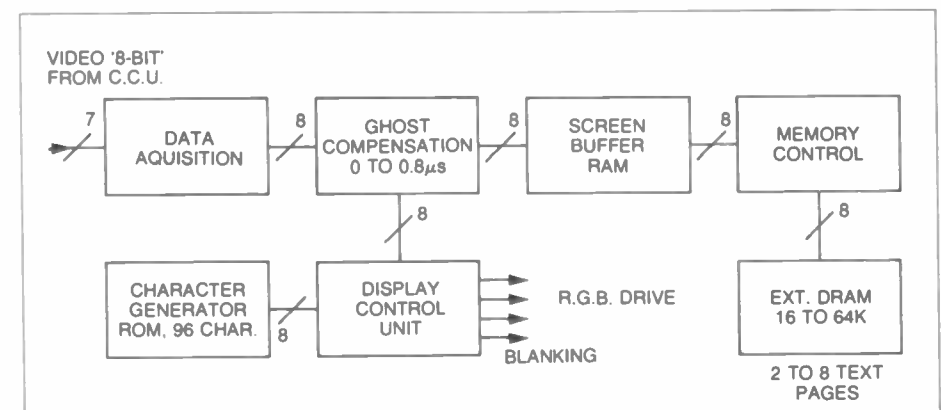 VIDEO '8-BIT'
FROM C.C.U.
7
DATA
AQUISITION
8
GHOST
COMPENSATION
0 TO 0.8µs
8
SCREEN
BUFFER
RAM
8
MEMORY
CONTROL
8
8
CHARACTER
GENERATOR
ROM, 96 CHAR.
8
DISPLAY
CONTROL
UNIT
R.G.B. DRIVE
BLANKING
EXT. DRAM
16 TO 64K
2 TO 8 TEXT
PAGES